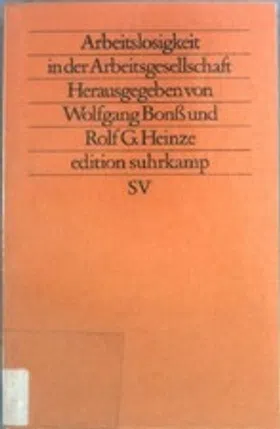 Arbeitslosigkeit
in der Arbeitsgesellschaft
Herausgegeben von
Wolfgang Bonß und
Rolf G. Heinze
edition suhrkamp
SV